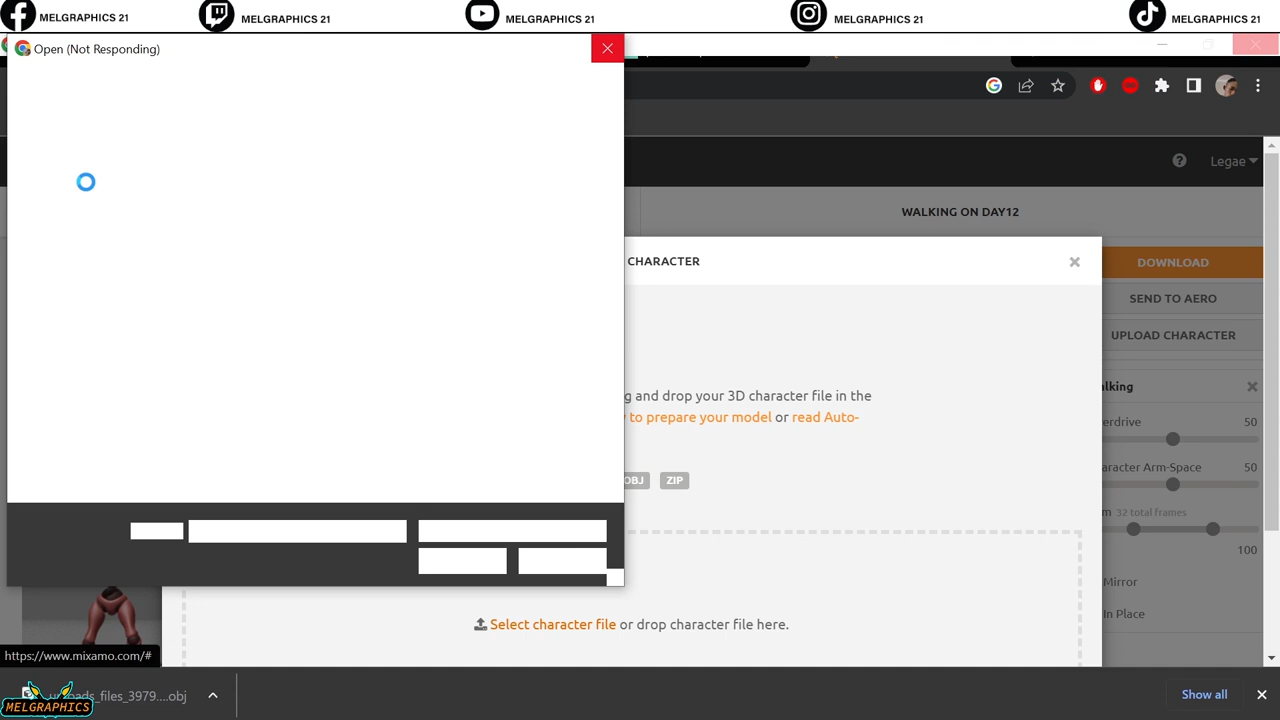 MELGRAPHICS 21
MELGRAPHICS 21
MELGRAPHICS 21
MELGRAPHICS 21
MELGRAPHICS 21
Open (Not Responding)
Legae
WALKING ON DAY12
CHARACTER
DOWNLOAD
SEND TO AERO
UPLOAD CHARACTER
g and drop your 3D character file in the
y to prepare your model or read Auto-
OBJ ZIP
lking
erdrive 50
aracter Arm-Space 50
m 32 total frames
100
Mirror
In Place
Select character file or drop character file here.
https://www.mixamo.com/#
ads_files_3979....obj
MELGRAPHICS
Show all